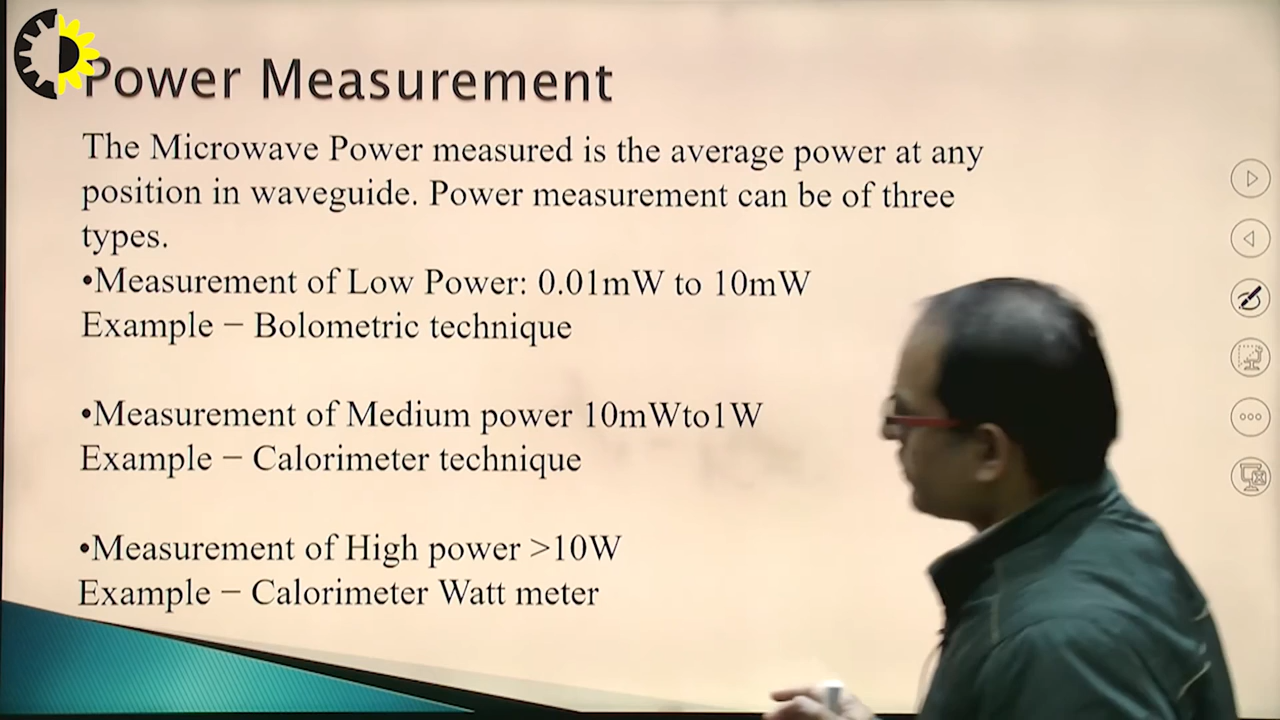 Power Measurement
The Microwave Power measured is the average power at any
position in waveguide. Power measurement can be of three
types.
•Measurement of Low Power: 0.01mW to 10mW
Example − Bolometric technique
•Measurement of Medium power 10mWto1W
Example − Calorimeter technique
•Measurement of High power >10W
Example − Calorimeter Watt meter